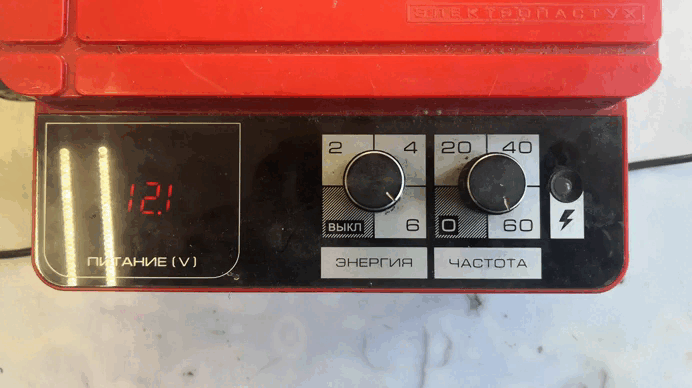 ЭЛЕКТРОПАСТУХ
12.1
ПИТАНИЕ (V)
2 4
ВЫКЛ 6
ЭНЕРГИЯ
20 40
0 60
ЧАСТОТА